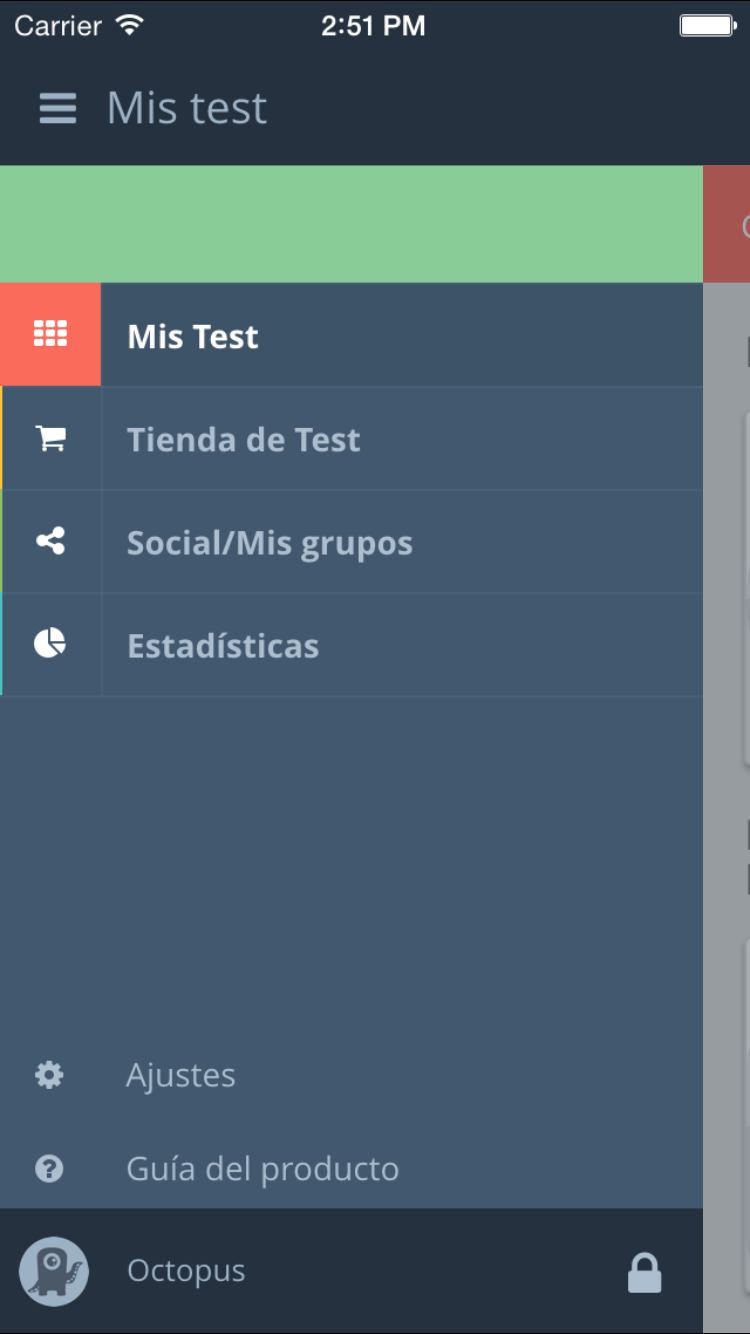 Carrier 2:51 PM
Mis test
Mis Test
Tienda de Test
Social/Mis grupos
Estadísticas
Ajustes
Guía del producto
Octopus